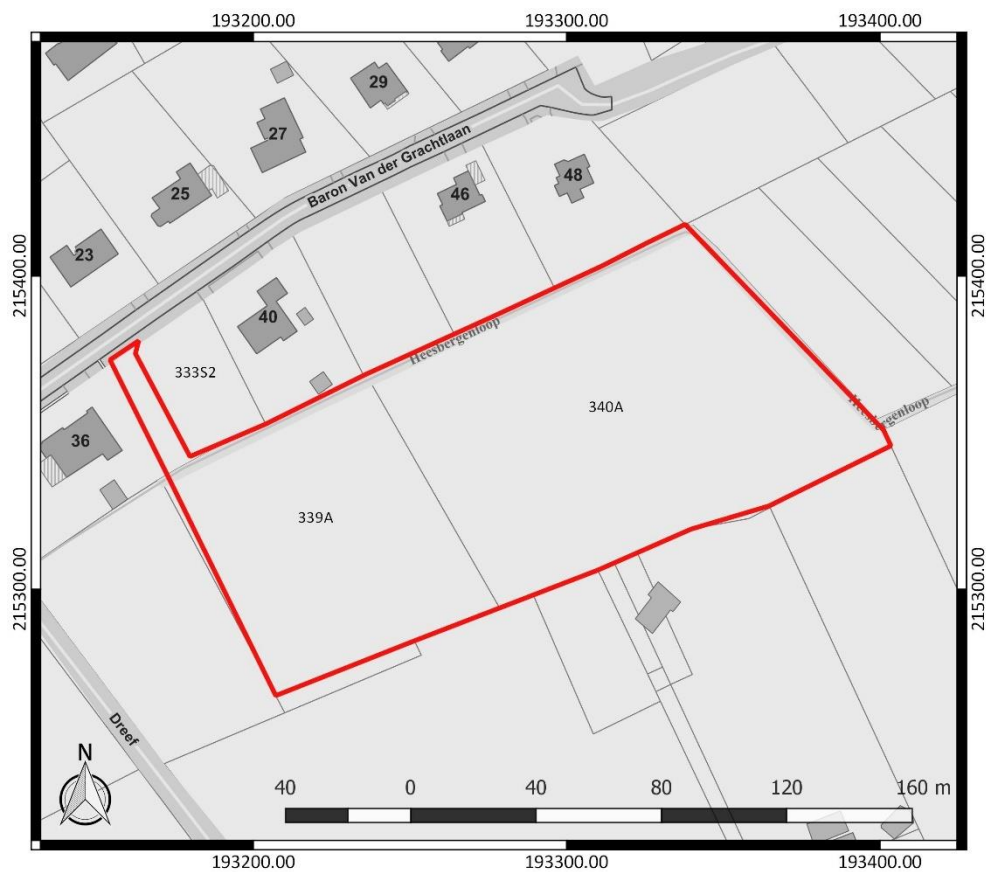 193200.00 193300.00 193400.00
29
27
Baron Van der Grachtlaan
25
46
48
23
215400.00
215400.00
40
Heesbergenloop
333S2
340A
Heesbergenloop
36
339A
215300.00
215300.00
Dreef
N
40 0 40 80 120 160 m
193200.00 193300.00 193400.00